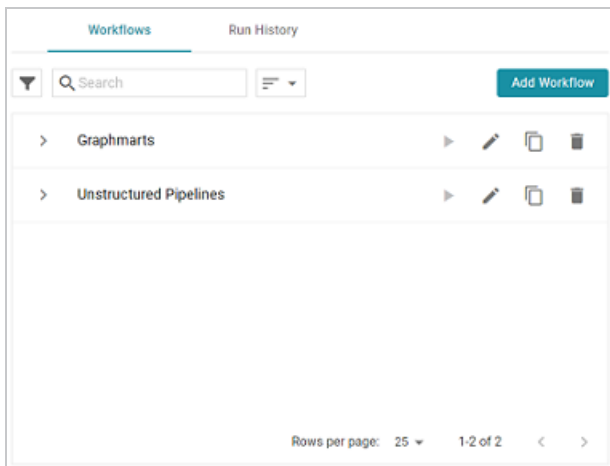 Workflows Run History
Search Add Workflow
Graphmarts
Unstructured Pipelines
Rows per page: 25 1-2 of 2